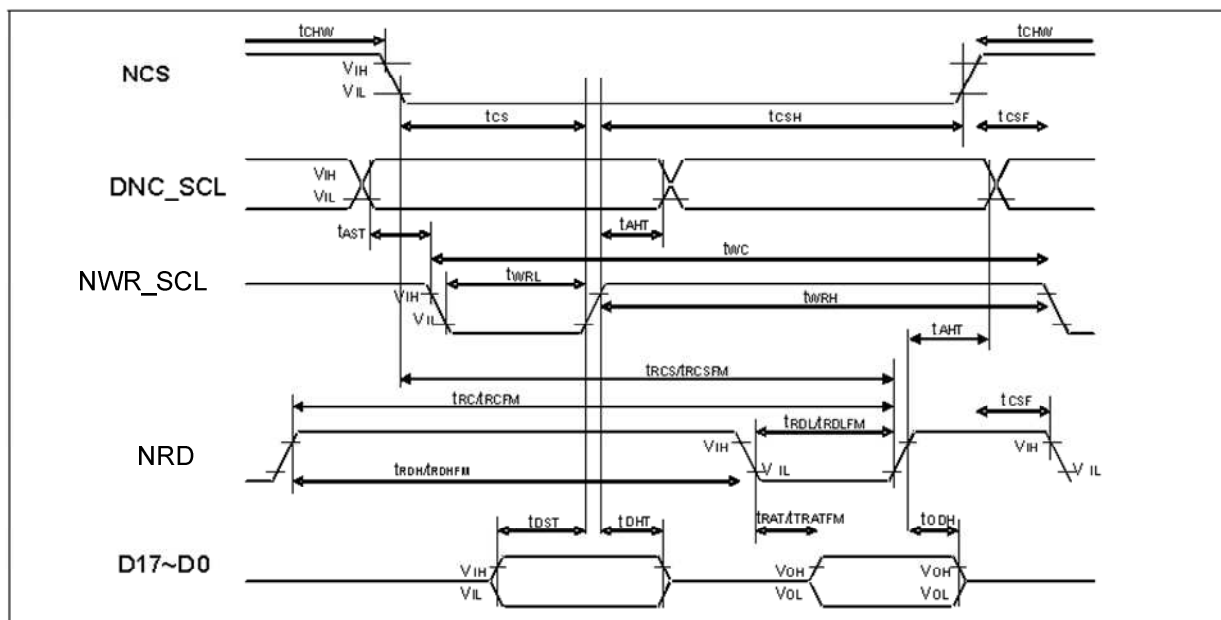 tCHW tCHW
NCS
VIH
VIL
tCS tCSH tCSF
DNC_SCL
VIH
VIL
tAST tAHT
tWC
NWR_SCL
tWRL
VIH
VIL
tWRH
tAHT
tRCS/tRCSFM
tRC/tRCFM
tCSF
tRDL/tRDLFM
NRD
VIH VIH
VIL VIL
tRDH/tRDHFM
tDST tDHT tRAT/tTRATFM tODH
D17~D0
VIH VOH VOH
VIL VOL VOL